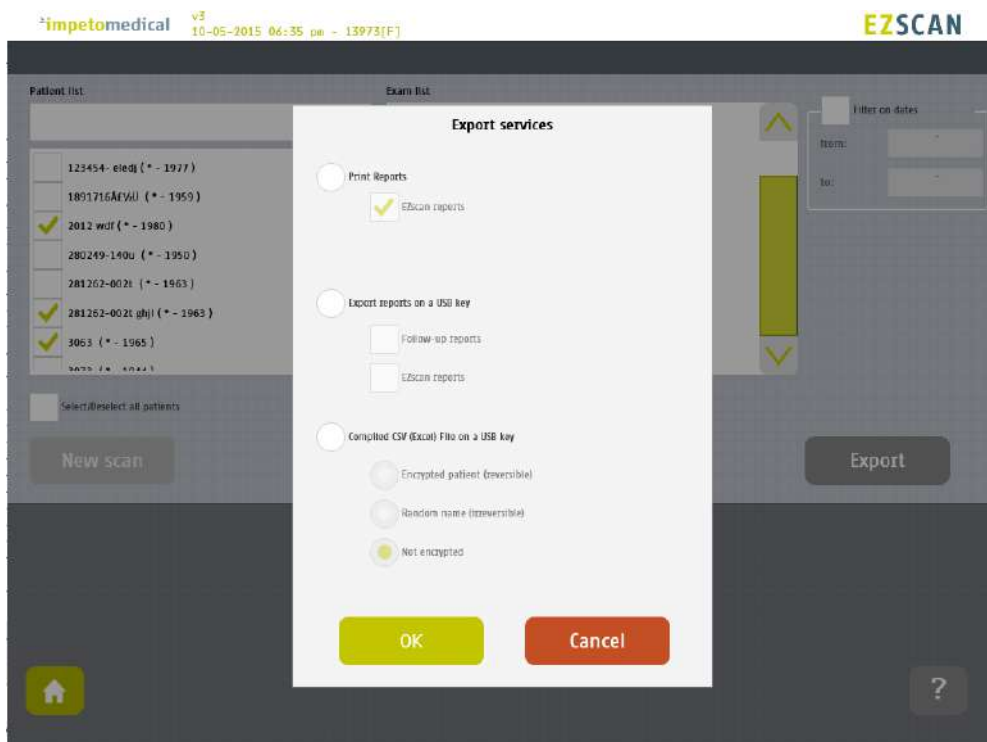 impetomedical
v3
10-05-2015 06:35 pm - 13973[F]
EZSCAN
Patient list
Exam list
Filter on dates
from:
to:
123454- eledj (* - 1977)
(* - 1959)
2012 wdf (* - 1980)
280249-140u (* - 1950)
281262-002t (* - 1963)
281262-002t ghjl (* - 1963)
3063 (* - 1965)
Select/Deselect all patients
New scan
Export
Export services
Print Reports
EZscan reports
Export reports on a USB key
Follow-up reports
EZscan reports
Compiled CSV (Excel) File on a USB key
Encrypted patient (reversible)
Random name (irreversible)
Not encrypted
OK
Cancel
?